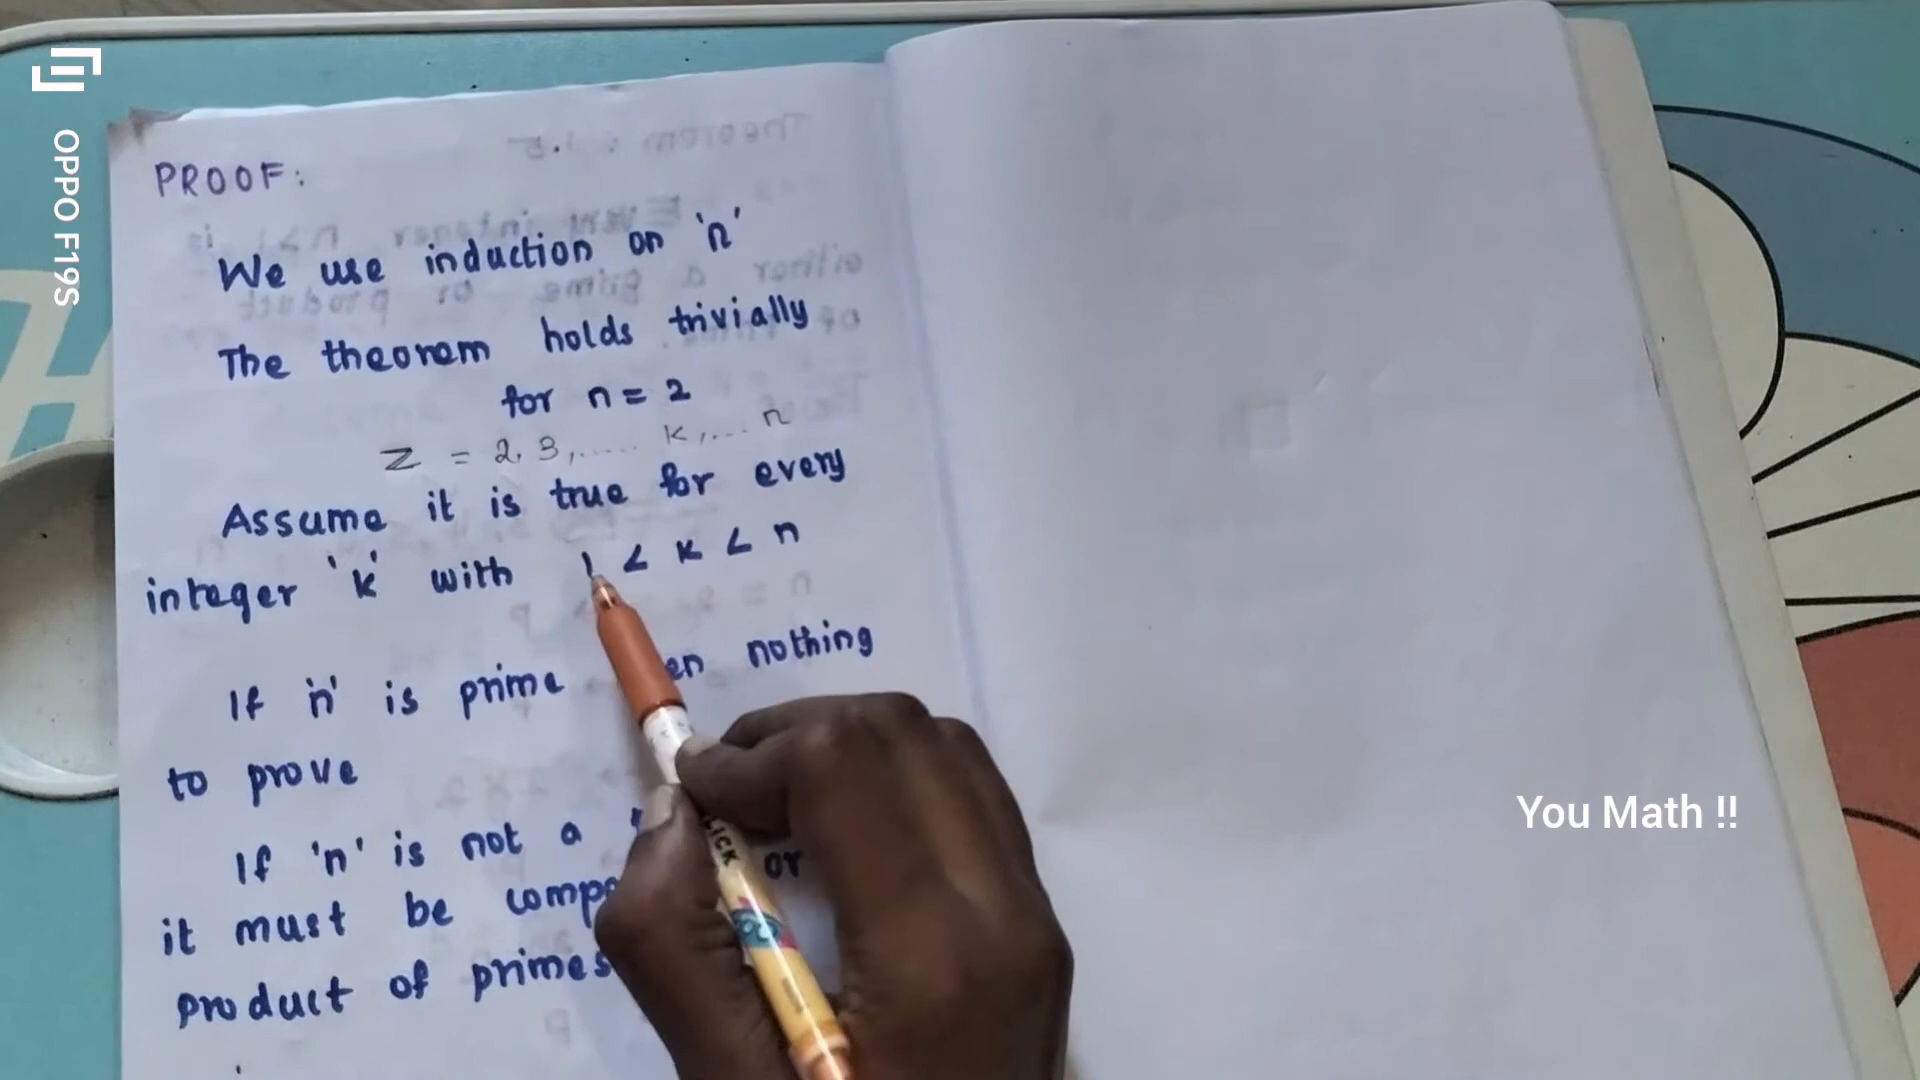 OPPO F19S
PROOF:
We use induction on 'n'
The theorem holds trivially
for n = 2
Z = 2, 3, ..... k, ... n
Assume it is true for every
integer 'k' with 1 < k < n
If 'n' is prime nothing
to prove
If 'n' is not a
it must be or
product of primes
You Math !!